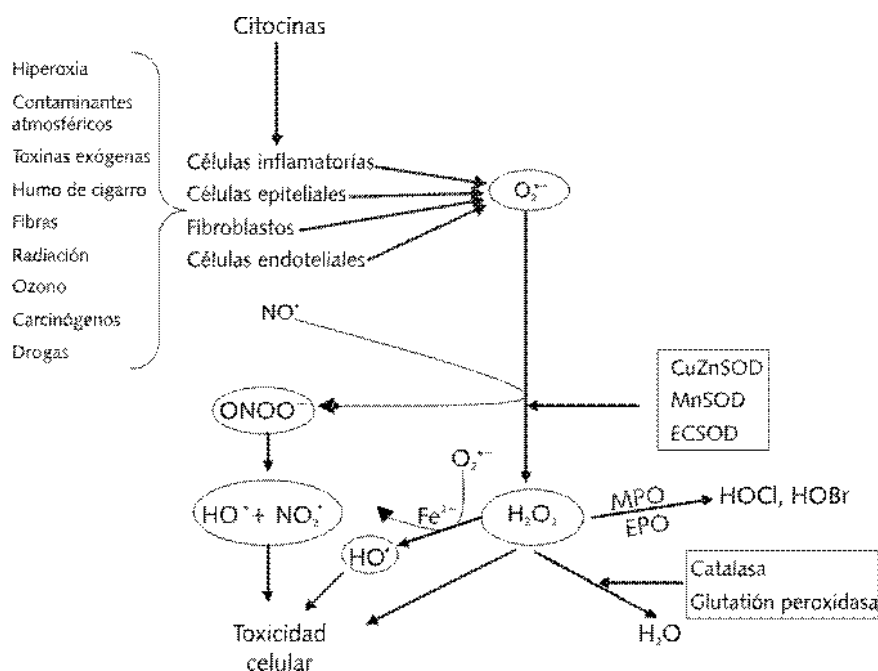 Citocinas
Hiperoxia
Contaminantes
atmosféricos
Toxinas exógenas
Humo de cigarro
Fibras
Radiación
Ozono
Carcinógenos
Drogas
Células inflamatorías
Células epiteliales
Fibroblastos
Células endoteliales
O₂•−
NO•
CuZnSOD
MnSOD
ECSOD
ONOO−
O₂•−
HO• + NO₂•
Fe²⁻
H₂O₂
MPO
EPO
HOCl, HOBr
HO•
Catalasa
Glutatión peroxidasa
Toxicidad
celular
H₂O